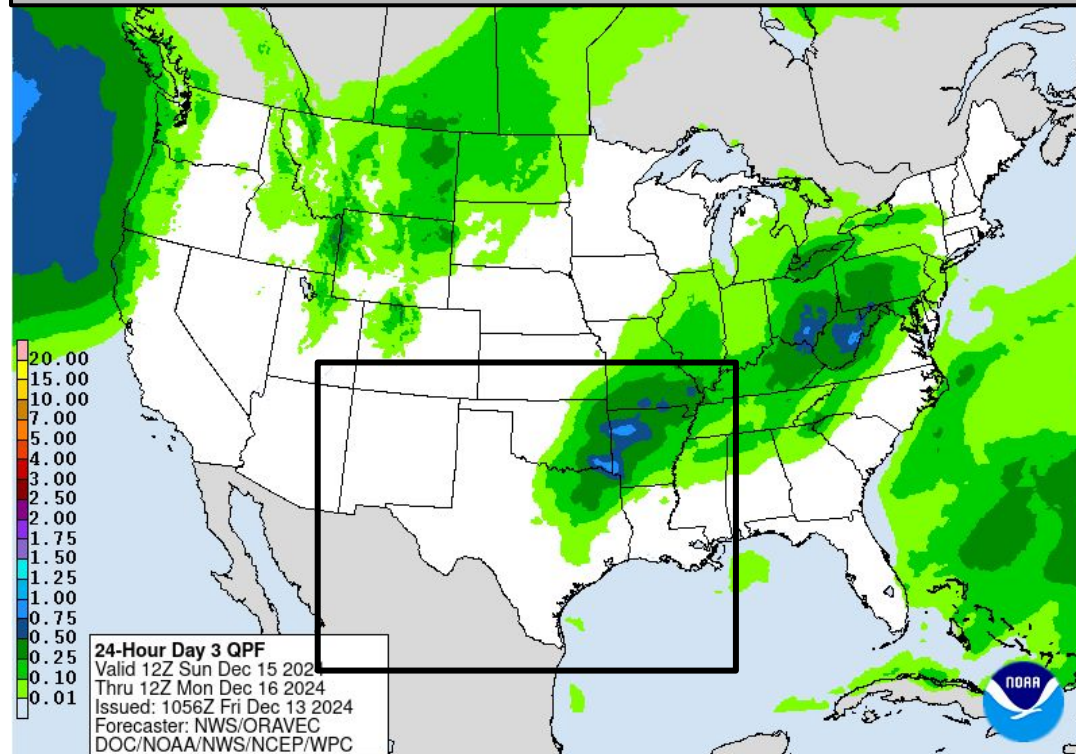 20.00
15.00
10.00
7.00
5.00
4.00
3.00
2.50
2.00
1.75
1.50
1.25
1.00
0.75
0.50
0.25
0.10
0.01
24-Hour Day 3 QPF
Valid 12Z Sun Dec 15 2024
Thru 12Z Mon Dec 16 2024
Issued: 1056Z Fri Dec 13 2024
Forecaster: NWS/ORAVEC
DOC/NOAA/NWS/NCEP/WPC
NOAA